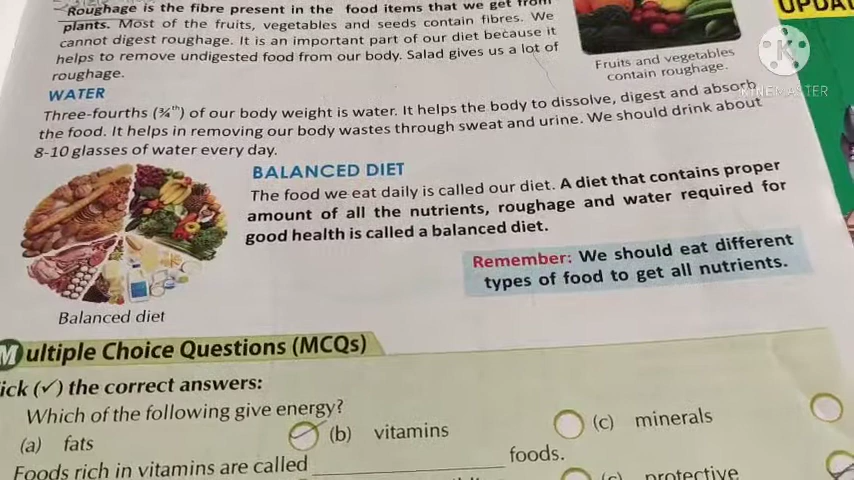 Roughage is the fibre present in the food items that we get from
plants. Most of the fruits, vegetables and seeds contain fibres. We
cannot digest roughage. It is an important part of our diet because it
helps to remove undigested food from our body. Salad gives us a lot of
roughage.
Fruits and vegetables
contain roughage.
UPDAT
KINEMASTER
WATER
Three-fourths (¾ᵗʰ) of our body weight is water. It helps the body to dissolve, digest and absorb
the food. It helps in removing our body wastes through sweat and urine. We should drink about
8-10 glasses of water every day.
BALANCED DIET
The food we eat daily is called our diet. A diet that contains proper
amount of all the nutrients, roughage and water required for
good health is called a balanced diet.
Remember: We should eat different
types of food to get all nutrients.
Balanced diet
Multiple Choice Questions (MCQs)
ick (✓) the correct answers:
Which of the following give energy?
(a) fats (b) vitamins (c) minerals
Foods rich in vitamins are called ____________ foods.
(c) protective